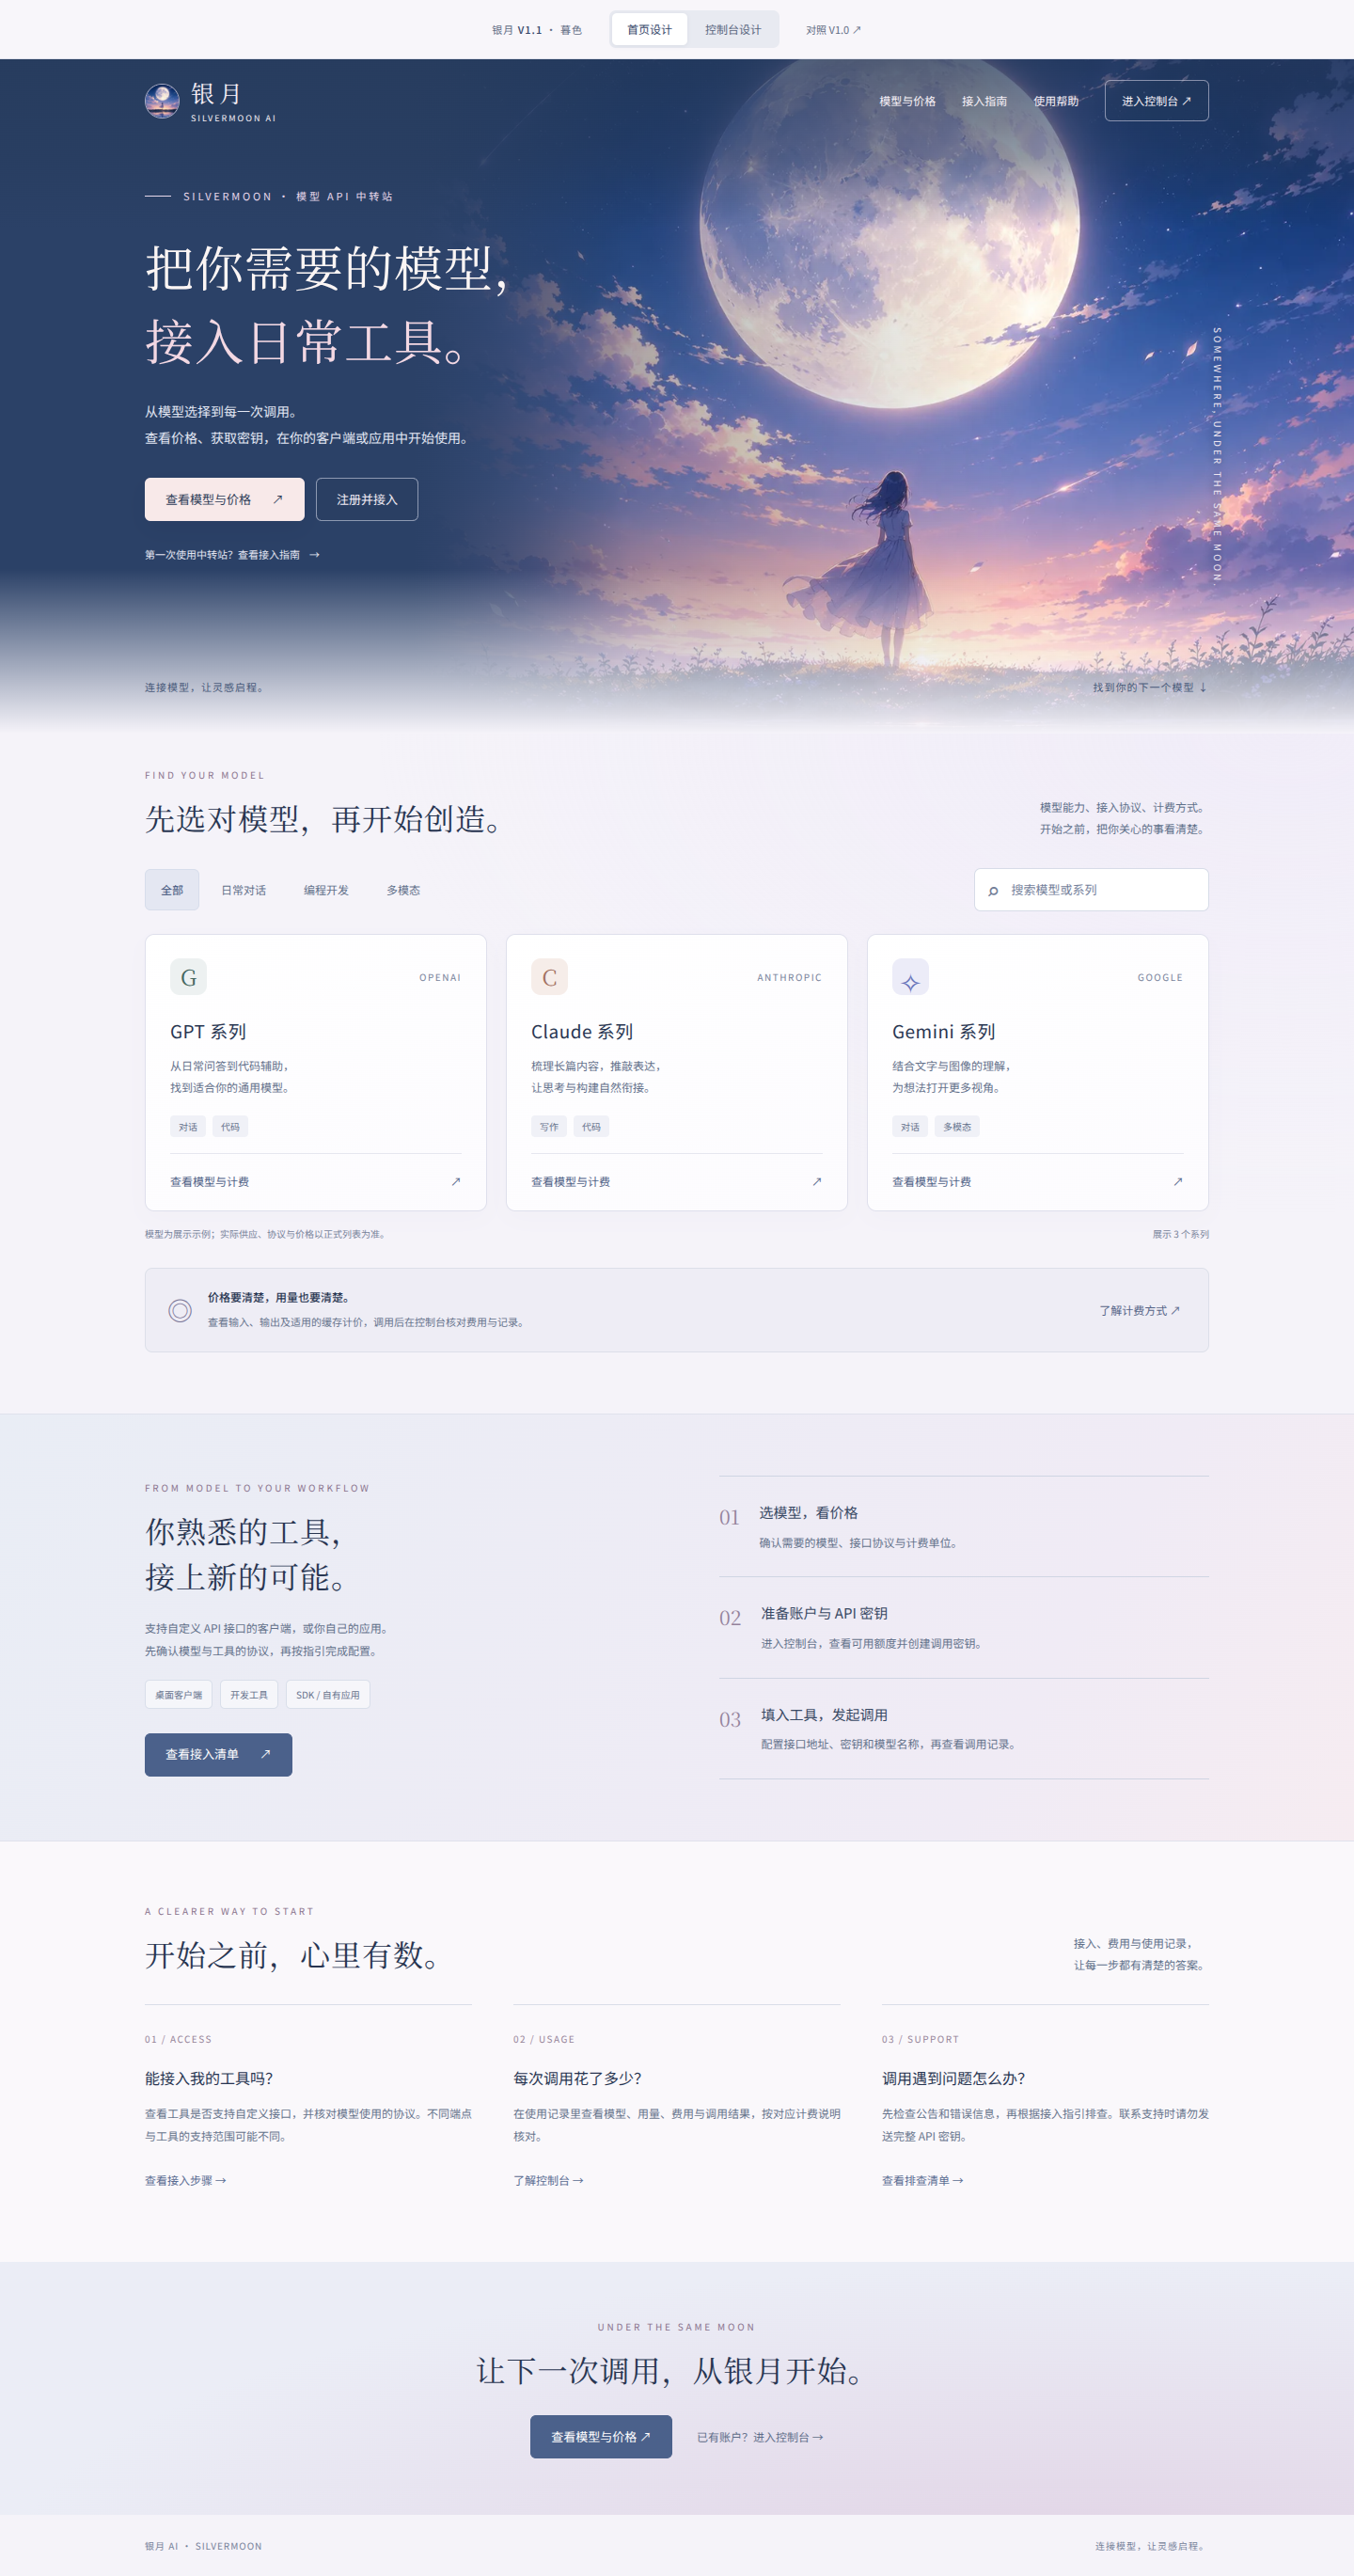 银月 V1.1 · 暮色
首页设计
控制台设计
对照 V1.0 ↗
银月
SILVERMOON AI
模型与价格
接入指南
使用帮助
进入控制台 ↗
SILVERMOON · 模型 API 中转站
把你需要的模型，
接入日常工具。
从模型选择到每一次调用。
查看价格、获取密钥，在你的客户端或应用中开始使用。
查看模型与价格 ↗
注册并接入
第一次使用中转站？查看接入指南 →
SOMEWHERE, UNDER THE SAME MOON.
连接模型，让灵感启程。
找到你的下一个模型 ↓
FIND YOUR MODEL
先选对模型，再开始创造。
模型能力、接入协议、计费方式。
开始之前，把你关心的事看清楚。
全部
日常对话
编程开发
多模态
搜索模型或系列
G
OPENAI
GPT 系列
从日常问答到代码辅助，
找到适合你的通用模型。
对话
代码
查看模型与计费 ↗
C
ANTHROPIC
Claude 系列
梳理长篇内容，推敲表达，
让思考与构建自然衔接。
写作
代码
查看模型与计费 ↗
GOOGLE
Gemini 系列
结合文字与图像的理解，
为想法打开更多视角。
对话
多模态
查看模型与计费 ↗
模型为展示示例；实际供应、协议与价格以正式列表为准。
展示 3 个系列
价格要清楚，用量也要清楚。
查看输入、输出及适用的缓存计价，调用后在控制台核对费用与记录。
了解计费方式 ↗
FROM MODEL TO YOUR WORKFLOW
你熟悉的工具，
接上新的可能。
支持自定义 API 接口的客户端，或你自己的应用。
先确认模型与工具的协议，再按指引完成配置。
桌面客户端
开发工具
SDK / 自有应用
查看接入清单 ↗
01
选模型，看价格
确认需要的模型、接口协议与计费单位。
02
准备账户与 API 密钥
进入控制台，查看可用额度并创建调用密钥。
03
填入工具，发起调用
配置接口地址、密钥和模型名称，再查看调用记录。
A CLEARER WAY TO START
开始之前，心里有数。
接入、费用与使用记录，
让每一步都有清楚的答案。
01 / ACCESS
能接入我的工具吗？
查看工具是否支持自定义接口，并核对模型使用的协议。不同端点
与工具的支持范围可能不同。
查看接入步骤 →
02 / USAGE
每次调用花了多少？
在使用记录里查看模型、用量、费用与调用结果，按对应计费说明
核对。
了解控制台 →
03 / SUPPORT
调用遇到问题怎么办？
先检查公告和错误信息，再根据接入指引排查。联系支持时请勿发
送完整 API 密钥。
查看排查清单 →
UNDER THE SAME MOON
让下一次调用，从银月开始。
查看模型与价格 ↗
已有账户？进入控制台 →
银月 AI · SILVERMOON
连接模型，让灵感启程。